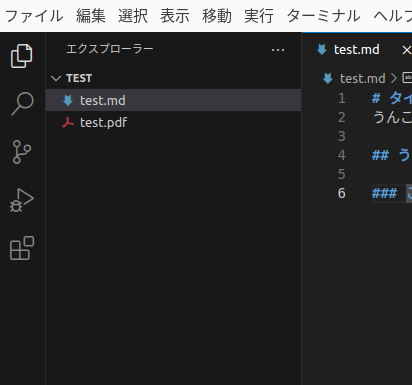 ファイル 編集 選択 表示 移動 実行 ターミナル ヘルプ
エクスプローラー ... test.md ×
TEST test.md >
test.md 1 # タイ
test.pdf 2 うんこ
3
4 ## う
5
6 ###